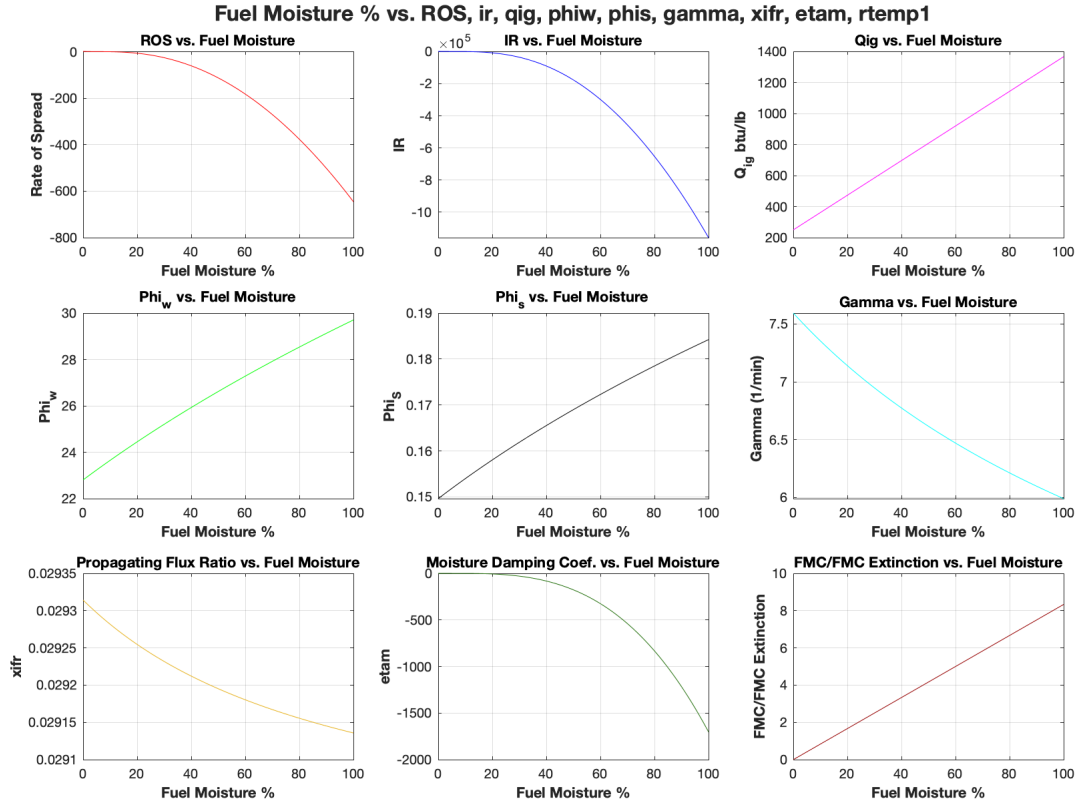 Fuel Moisture % vs. ROS, ir, qig, phiw, phis, gamma, xifr, etam, rtemp1
ROS vs. Fuel Moisture
0
-200
-400
-600
-800
Rate of Spread
0 20 40 60 80 100
Fuel Moisture %
×10^5
IR vs. Fuel Moisture
0
-2
-4
-6
-8
-10
IR
0 20 40 60 80 100
Fuel Moisture %
Qig vs. Fuel Moisture
1400
1200
1000
800
600
400
200
Q_ig btu/lb
0 20 40 60 80 100
Fuel Moisture %
Phi_w vs. Fuel Moisture
30
28
26
24
22
Phi_w
0 20 40 60 80 100
Fuel Moisture %
Phi_s vs. Fuel Moisture
0.19
0.18
0.17
0.16
0.15
Phi_S
0 20 40 60 80 100
Fuel Moisture %
Gamma vs. Fuel Moisture
7.5
7
6.5
6
Gamma (1/min)
0 20 40 60 80 100
Fuel Moisture %
Propagating Flux Ratio vs. Fuel Moisture
0.02935
0.0293
0.02925
0.0292
0.02915
0.0291
xifr
0 20 40 60 80 100
Fuel Moisture %
Moisture Damping Coef. vs. Fuel Moisture
0
-500
-1000
-1500
-2000
etam
0 20 40 60 80 100
Fuel Moisture %
FMC/FMC Extinction vs. Fuel Moisture
10
8
6
4
2
0
FMC/FMC Extinction
0 20 40 60 80 100
Fuel Moisture %